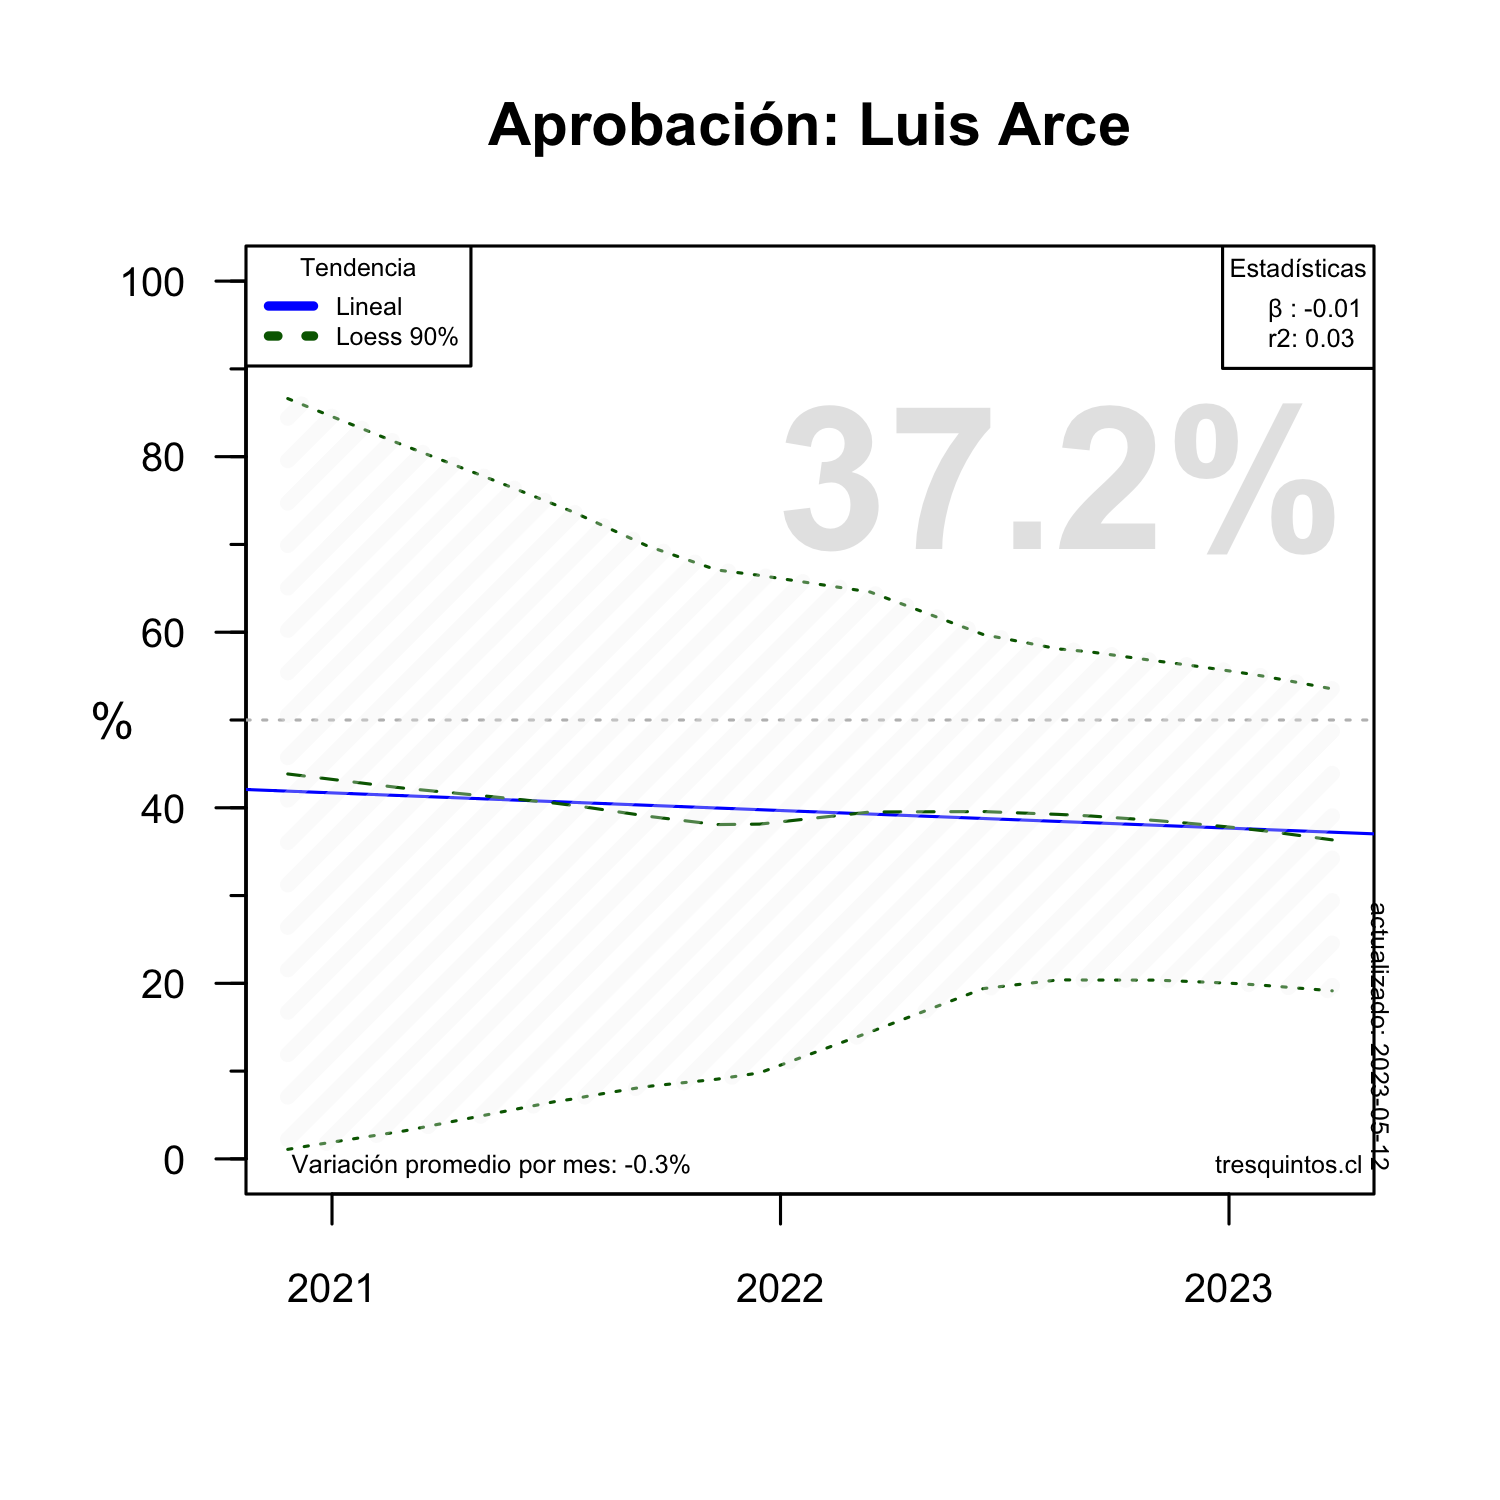 Aprobación: Luis Arce
Tendencia
Lineal
Loess 90%
Estadísticas
β : -0.01
r2: 0.03
37.2%
%
100
80
60
40
20
0
Variación promedio por mes: -0.3%
tresquintos.cl
actualizado: 2023-05-12
2021
2022
2023